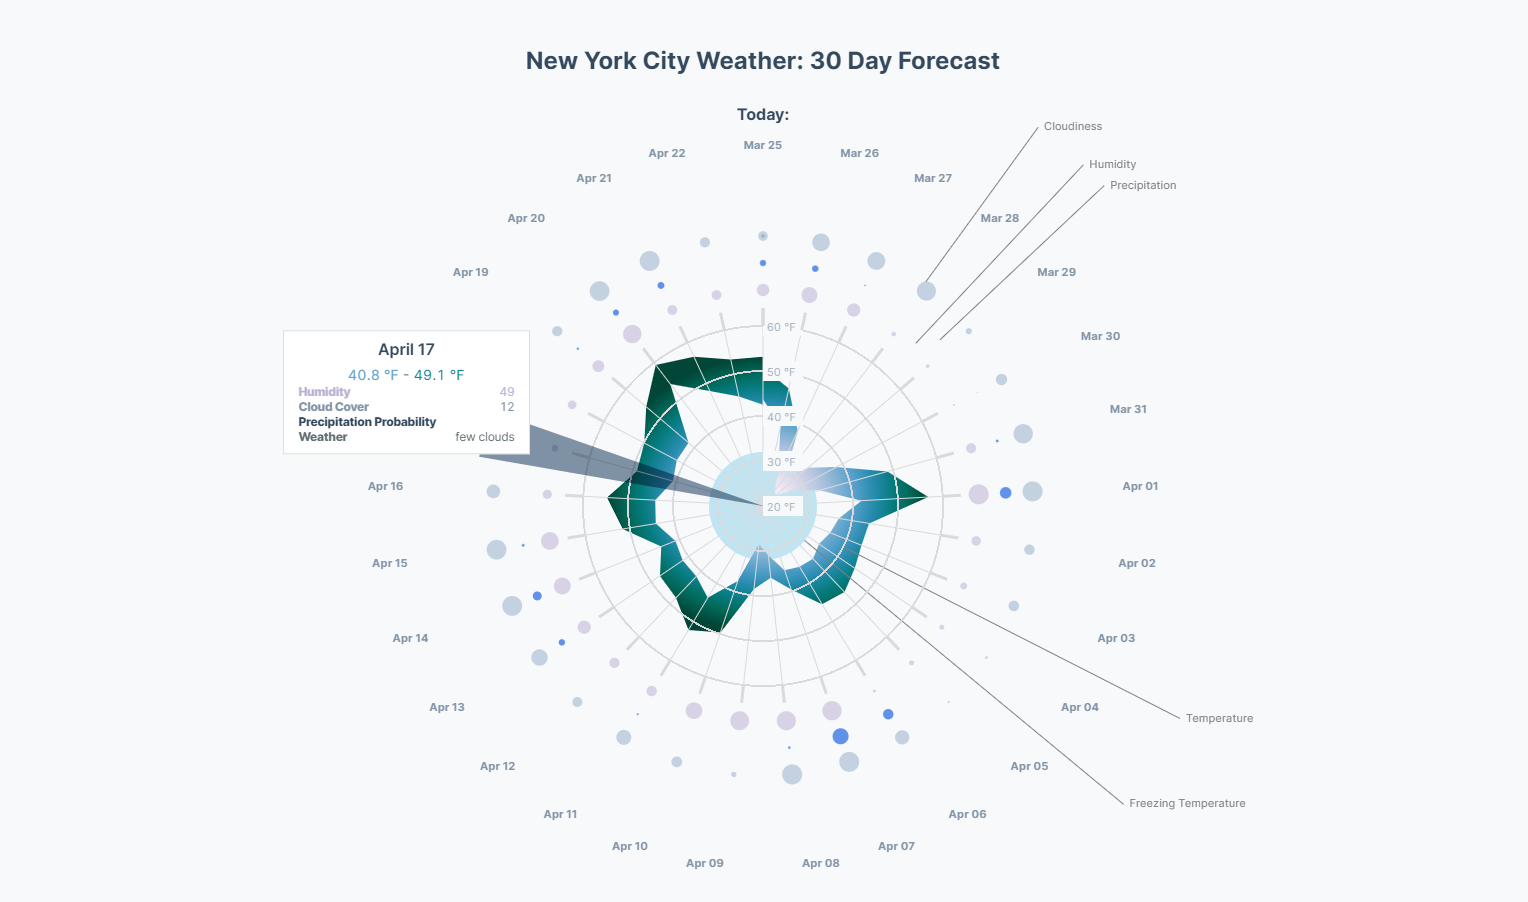 New York City Weather: 30 Day Forecast
Today:
Mar 25
Mar 26
Mar 27
Mar 28
Mar 29
Mar 30
Mar 31
Apr 01
Apr 02
Apr 03
Apr 04
Apr 05
Apr 06
Apr 07
Apr 08
Apr 09
Apr 10
Apr 11
Apr 12
Apr 13
Apr 14
Apr 15
Apr 16
Apr 19
Apr 20
Apr 21
Apr 22
Cloudiness
Humidity
Precipitation
Temperature
Freezing Temperature
60 °F
50 °F
40 °F
30 °F
20 °F
April 17
40.8 °F - 49.1 °F
Humidity 49
Cloud Cover 12
Precipitation Probability
Weather few clouds